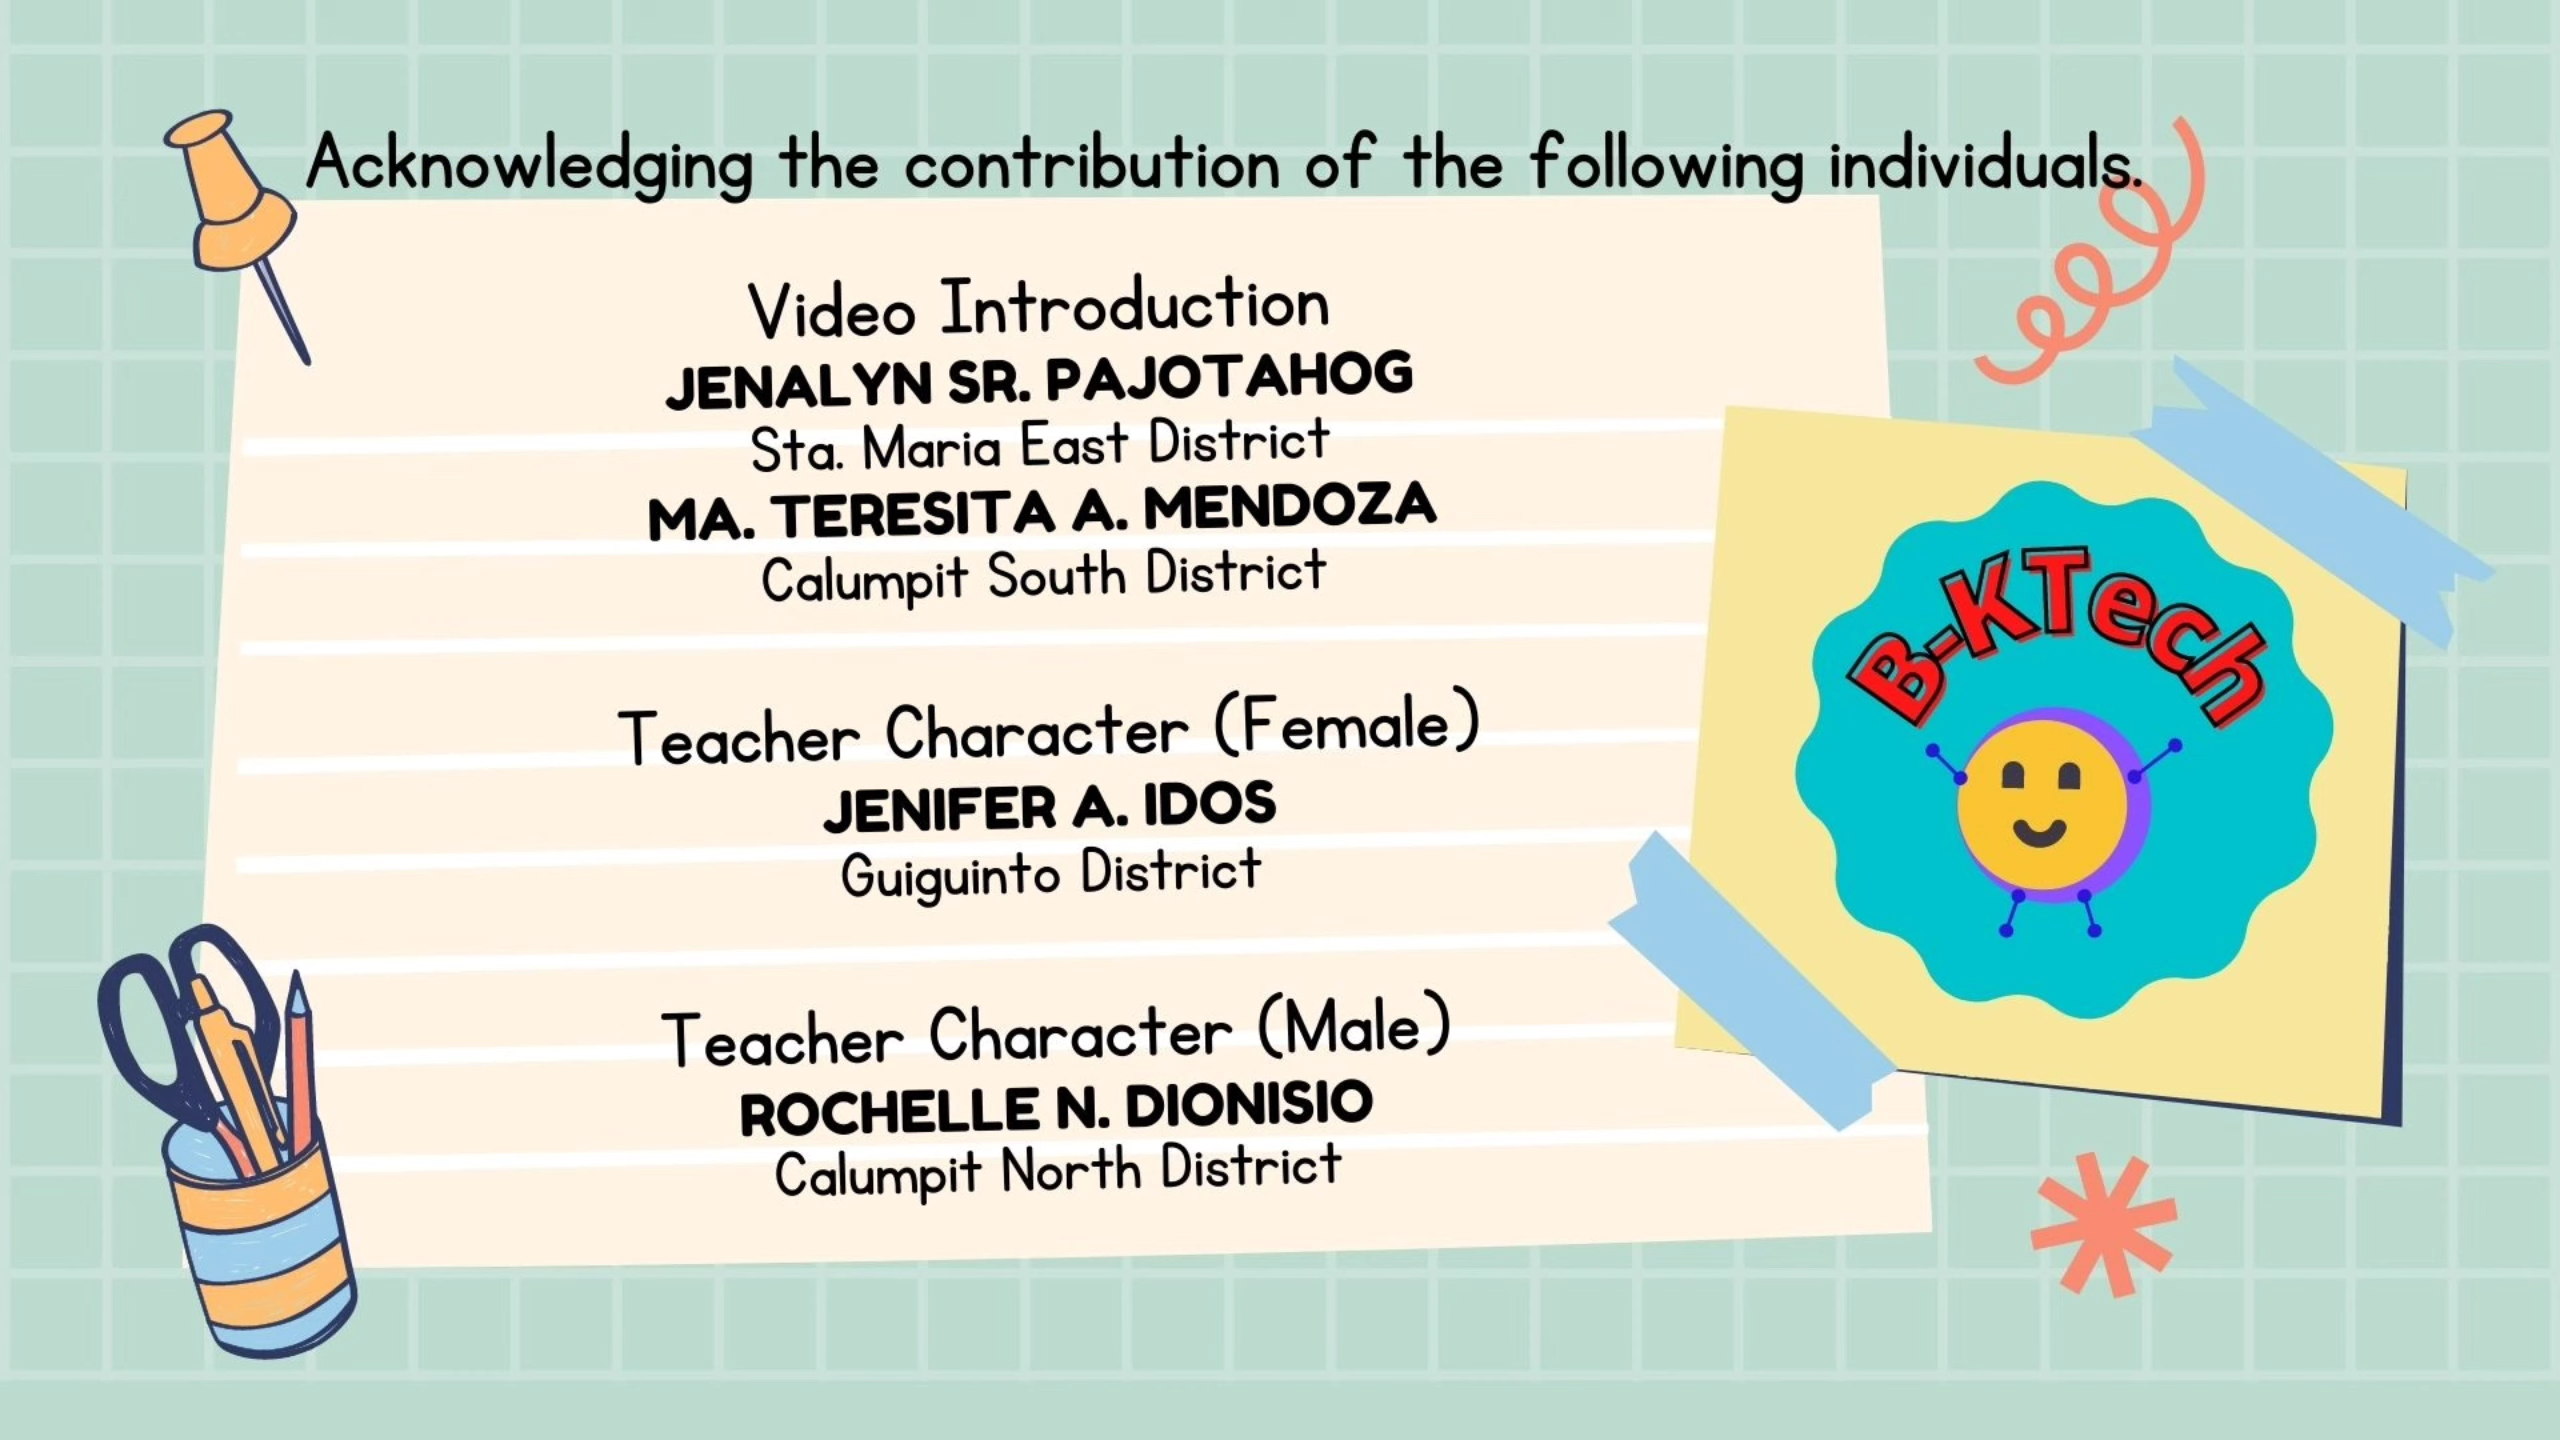 Acknowledging the contribution of the following individuals.
Video Introduction
JENALYN SR. PAJOTAHOG
Sta. Maria East District
MA. TERESITA A. MENDOZA
Calumpit South District
Teacher Character (Female)
JENIFER A. IDOS
Guiguinto District
Teacher Character (Male)
ROCHELLE N. DIONISIO
Calumpit North District
B-KTech